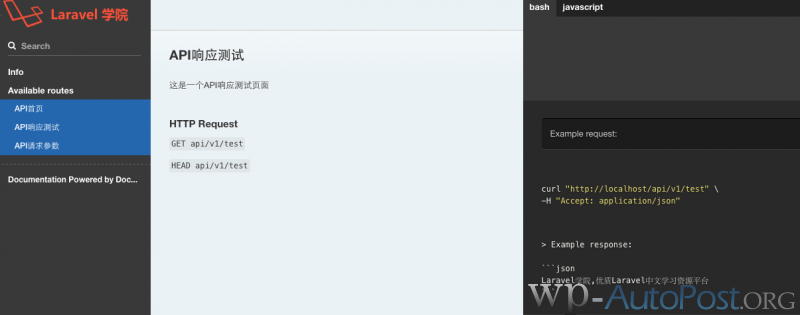 Laravel 学院
Search
Info
Available routes
API首页
API响应测试
API请求参数
Documentation Powered by Doc...
API响应测试
这是一个API响应测试页面
HTTP Request
GET api/v1/test
HEAD api/v1/test
bash javascript
Example request:
curl "http://localhost/api/v1/test" \
-H "Accept: application/json"
> Example response:
```json
Laravel学院,优质Laravel中文学习资源平台
wp-AutoPost.ORG